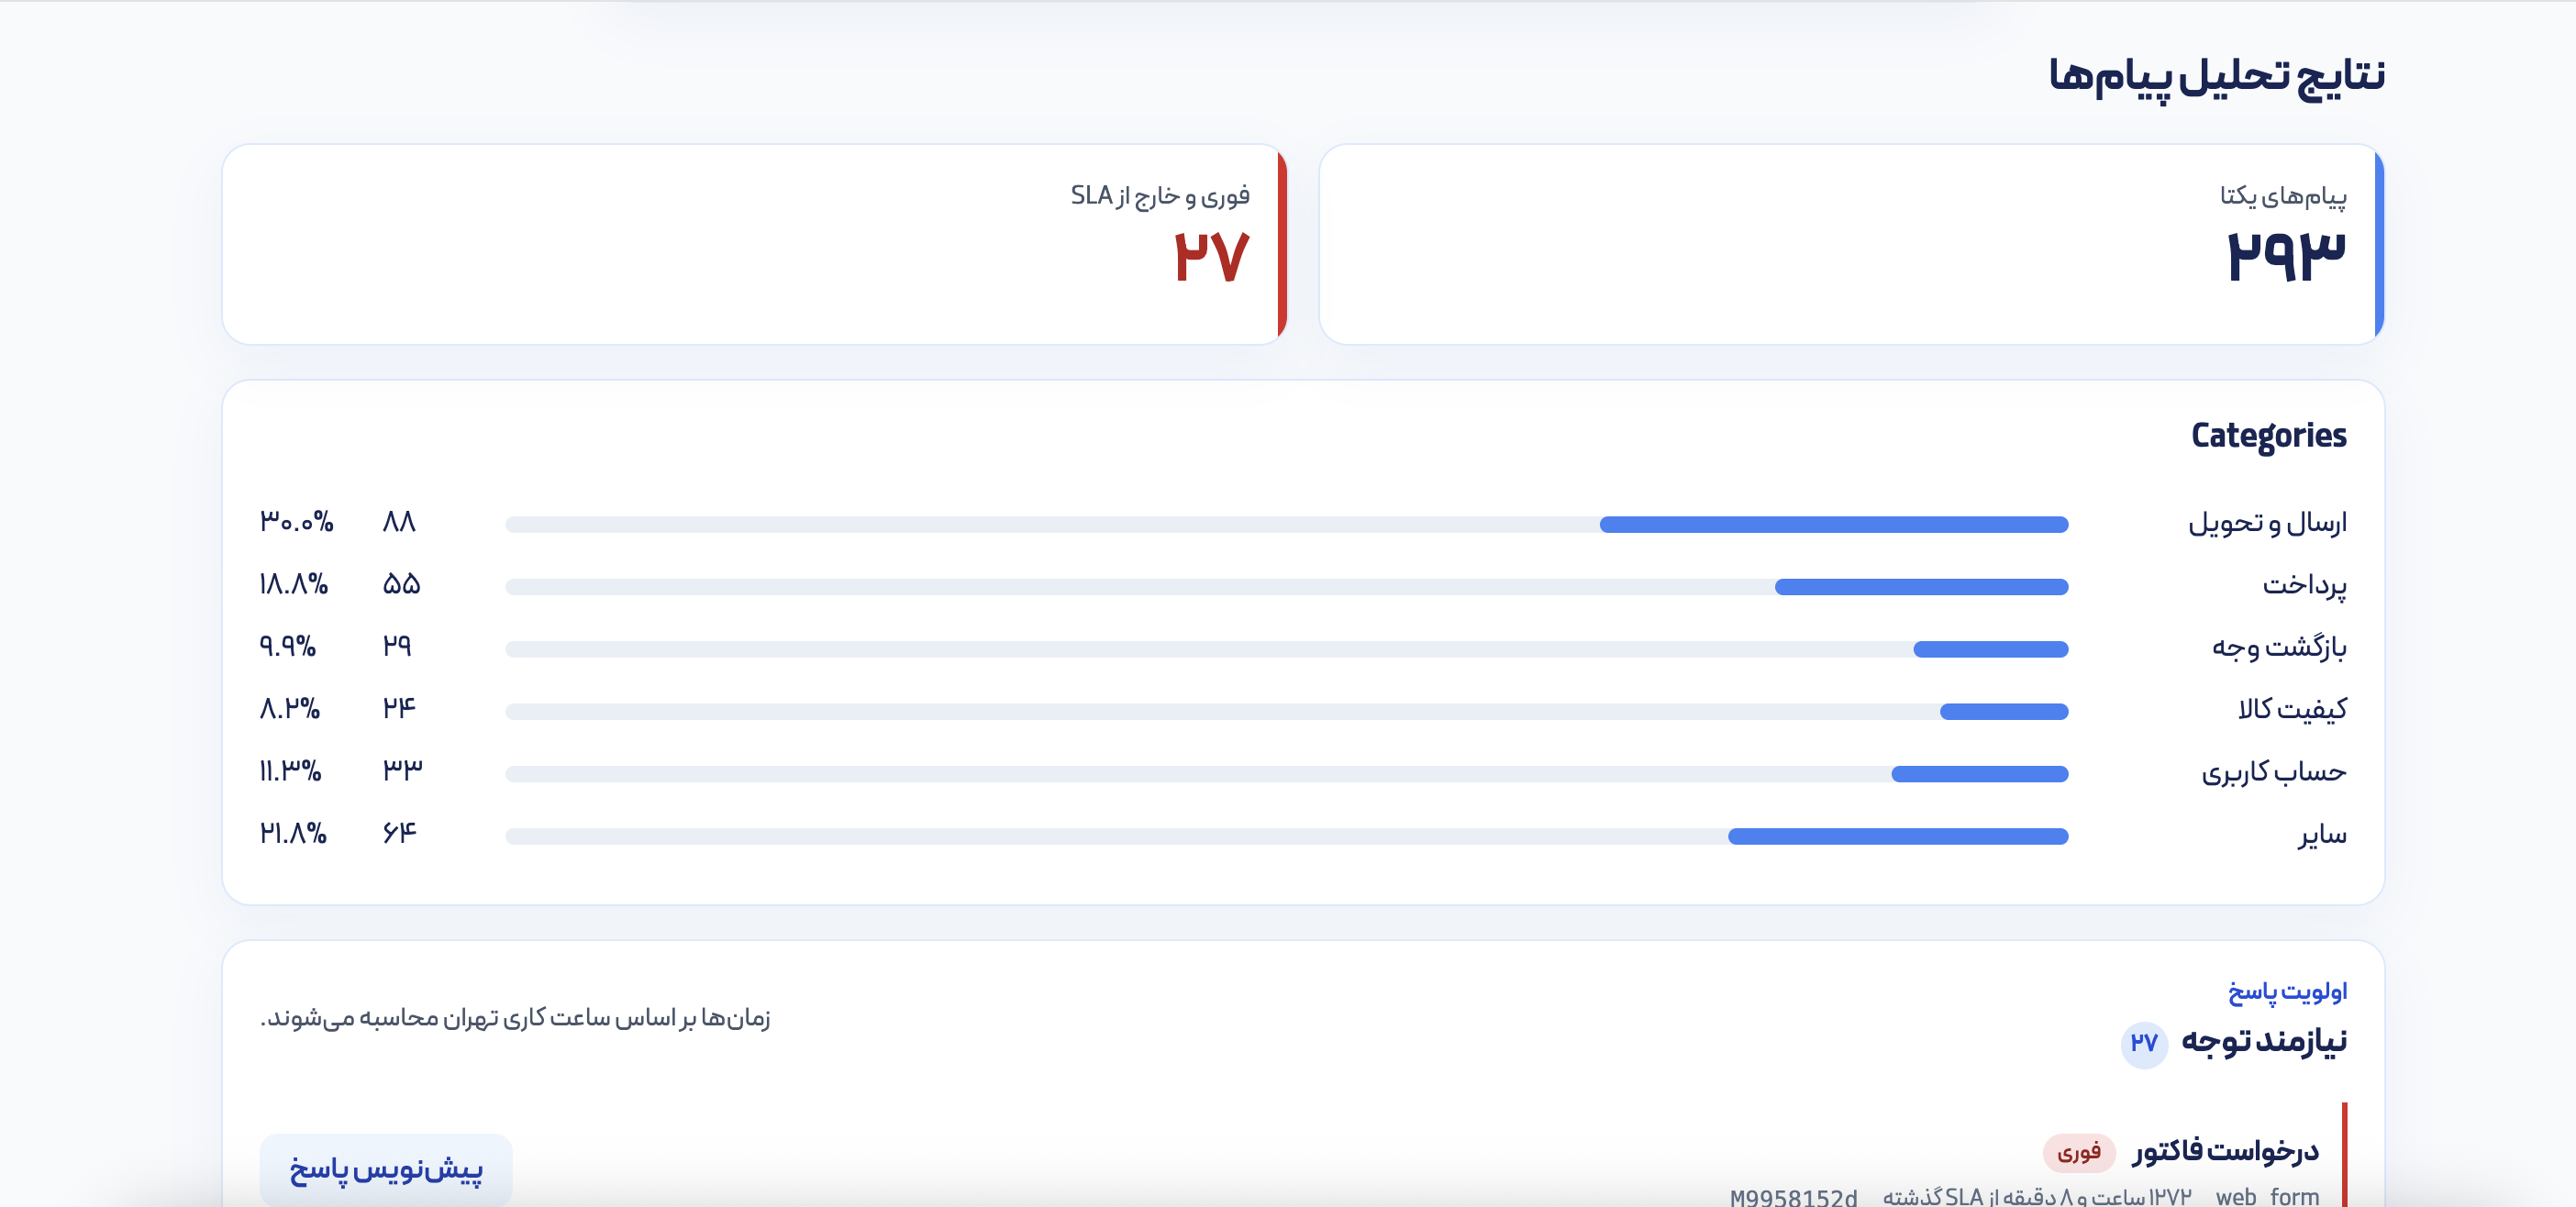 نتایج تحلیل پیام‌ها
پیام‌های یکتا
۲۹۳
فوری و خارج از SLA
۲۷
Categories
ارسال و تحویل ۸۸ ۳۰.۰%
پرداخت ۵۵ ۱۸.۸%
بازگشت وجه ۲۹ ۹.۹%
کیفیت کالا ۲۴ ۸.۲%
حساب کاربری ۳۳ ۱۱.۳%
سایر ۶۴ ۲۱.۸%
اولویت پاسخ
نیازمند توجه ۲۷
زمان‌ها بر اساس ساعت کاری تهران محاسبه می‌شوند.
درخواست فاکتور فوری
web_form ۱۲۷۲ ساعت و ۸ دقیقه از SLA گذشته M9958152d
پیش‌نویس پاسخ